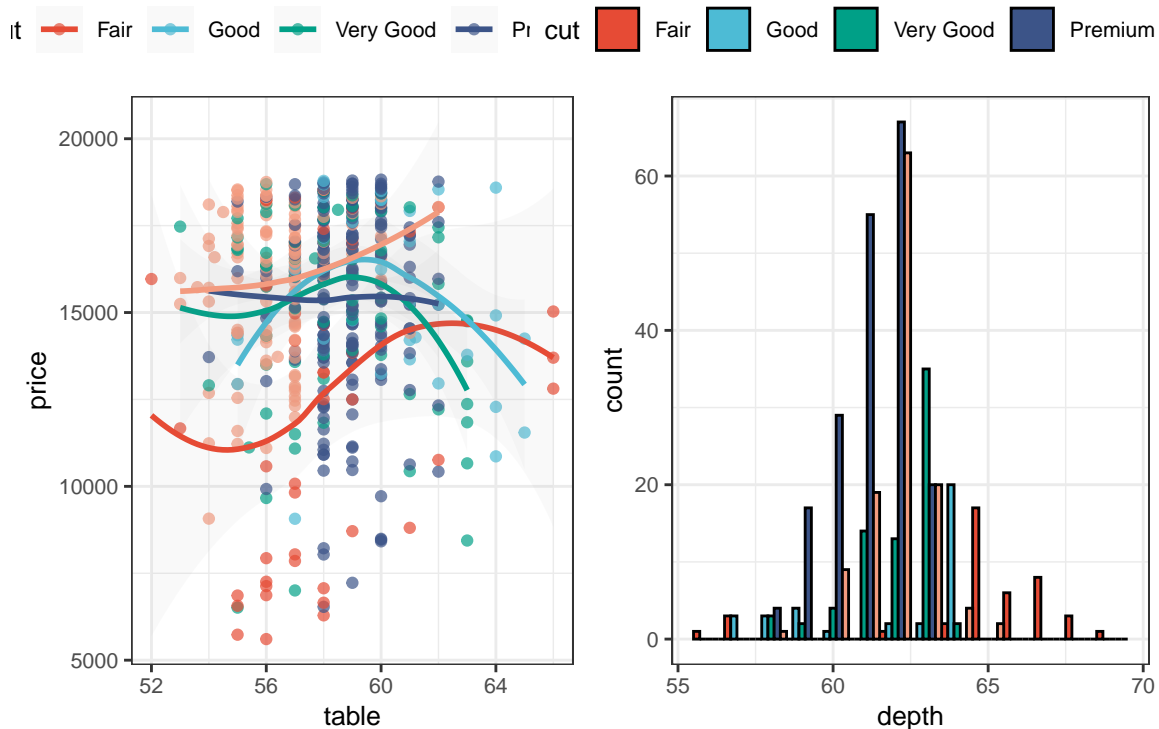 Fair Good Very Good
cut Fair Good Very Good Premium
20000
15000
10000
5000
price
52 56 60 64
table
60
40
20
0
count
55 60 65 70
depth